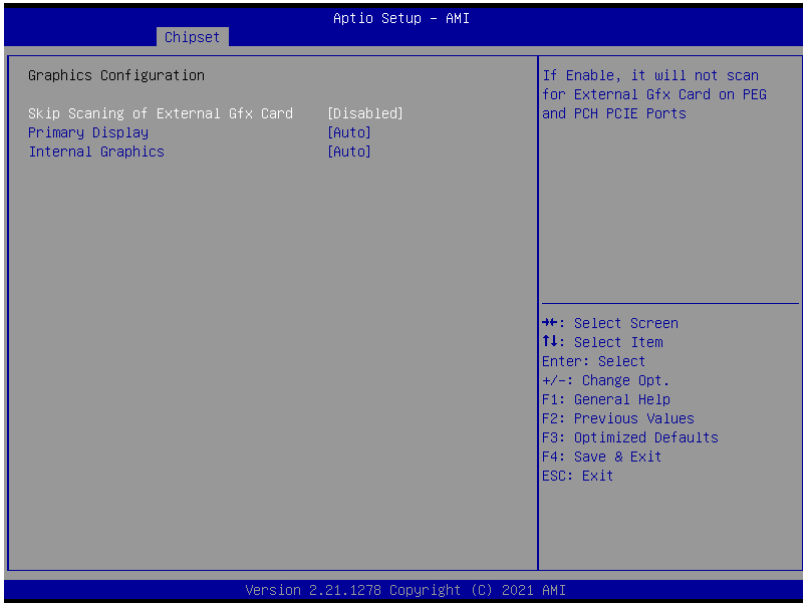 Aptio Setup – AMI
Chipset
Graphics Configuration
Skip Scaning of External Gfx Card [Disabled]
Primary Display [Auto]
Internal Graphics [Auto]
If Enable, it will not scan
for External Gfx Card on PEG
and PCH PCIE Ports
→←: Select Screen
↑↓: Select Item
Enter: Select
+/-: Change Opt.
F1: General Help
F2: Previous Values
F3: Optimized Defaults
F4: Save & Exit
ESC: Exit
Version 2.21.1278 Copyright (C) 2021 AMI